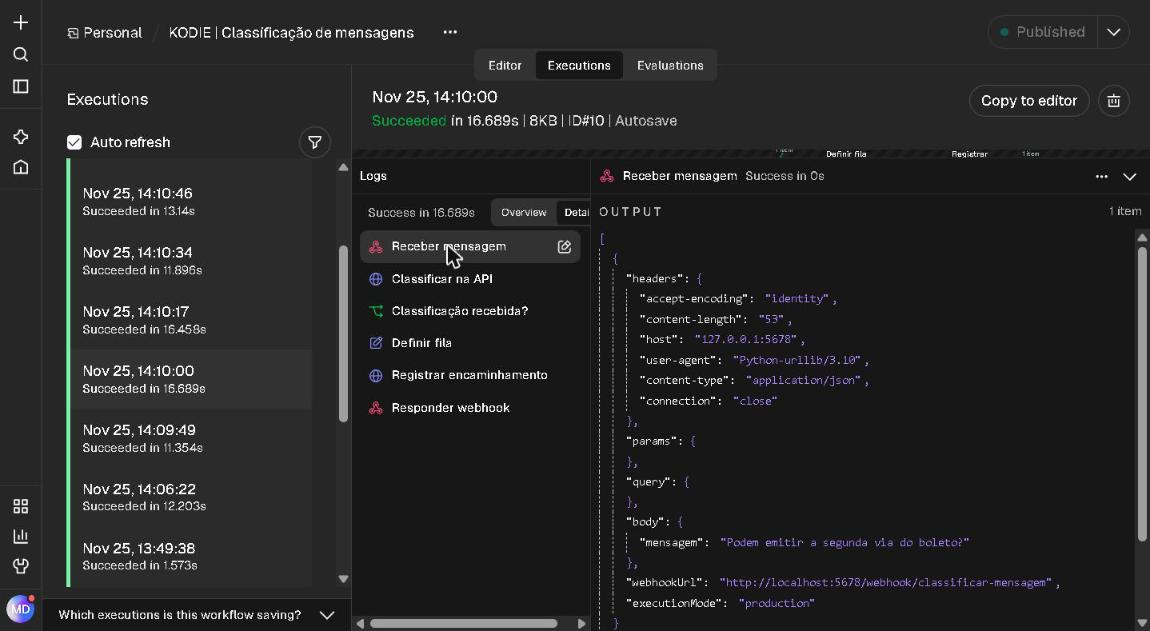 Personal / KODIE | Classificação de mensagens ...
Published
Editor Executions Evaluations
Executions
Auto refresh
Nov 25, 14:10:46
Succeeded in 13.14s
Nov 25, 14:10:34
Succeeded in 11.896s
Nov 25, 14:10:17
Succeeded in 16.458s
Nov 25, 14:10:00
Succeeded in 16.689s
Nov 25, 14:09:49
Succeeded in 11.354s
Nov 25, 14:06:22
Succeeded in 12.203s
Nov 25, 13:49:38
Succeeded in 1.573s
Which executions is this workflow saving?
MD
Nov 25, 14:10:00
Succeeded in 16.689s | 8KB | ID#10 | Autosave
Copy to editor
1 item Definir fila Registrar 1 item
Logs
Success in 16.689s Overview Detai
Receber mensagem
Classificar na API
Classificação recebida?
Definir fila
Registrar encaminhamento
Responder webhook
Receber mensagem Success in 0s ...
OUTPUT 1 item
[
{
"headers": {
"accept-encoding": "identity",
"content-length": "53",
"host": "127.0.0.1:5678",
"user-agent": "Python-urllib/3.10",
"content-type": "application/json",
"connection": "close"
},
"params": {
},
"query": {
},
"body": {
"mensagem": "Podem emitir a segunda via do boleto?"
},
"webhookUrl": "http://localhost:5678/webhook/classificar-mensagem",
"executionMode": "production"
}